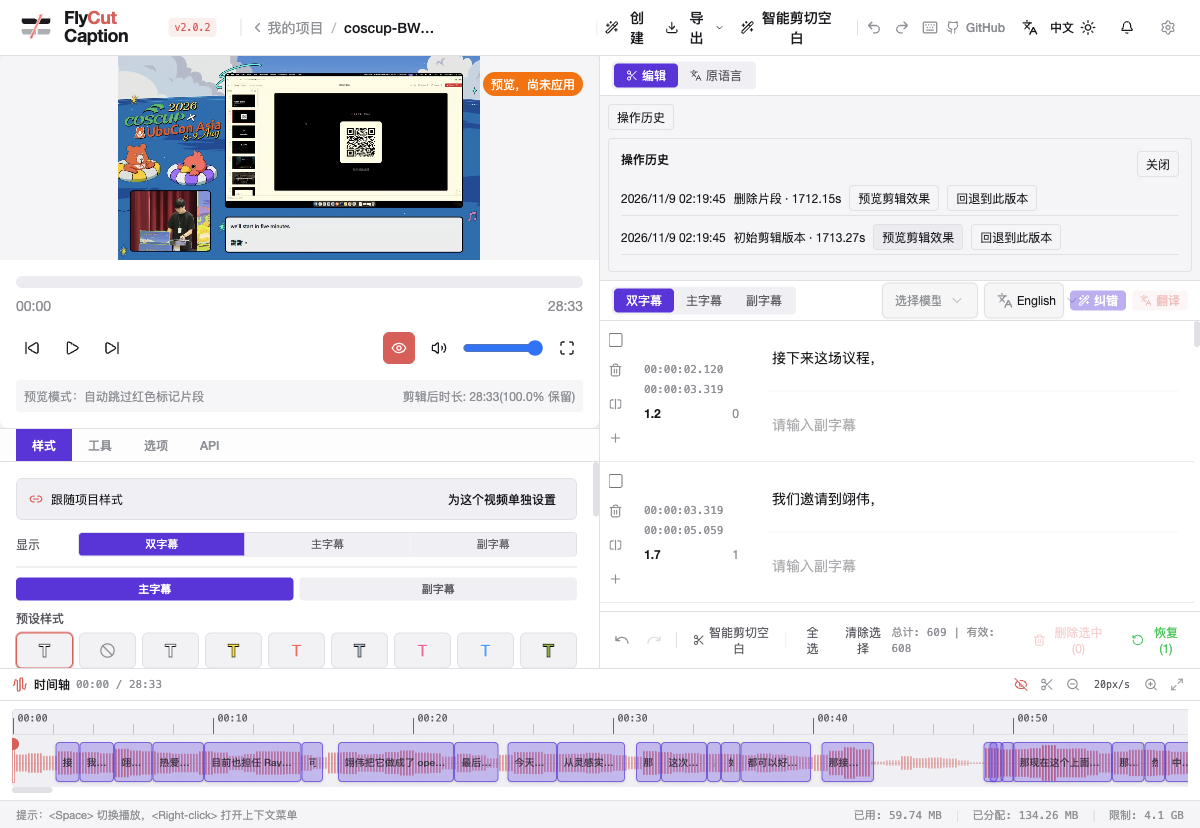 FlyCut
Caption
v2.0.2
我的项目 / coscup-BW...
创建
导出
智能剪切空白
GitHub
中文
2026
COSCUP x
UbuCon Asia
we'll start in five minutes
预览，尚未应用
00:00
28:33
预览模式：自动跳过红色标记片段
剪辑后时长: 28:33(100.0% 保留)
样式
工具
选项
API
跟随项目样式
为这个视频单独设置
显示
双字幕
主字幕
副字幕
主字幕
副字幕
预设样式
T T T T T T T T
编辑
原语言
操作历史
操作历史
关闭
2026/11/9 02:19:45 删除片段 · 1712.15s 预览剪辑效果 回退到此版本
2026/11/9 02:19:45 初始剪辑版本 · 1713.27s 预览剪辑效果 回退到此版本
双字幕
主字幕
副字幕
选择模型
English
纠错
翻译
00:00:02.120
00:00:03.319
1.2 0
接下来这场议程，
请输入副字幕
00:00:03.319
00:00:05.059
1.7 1
我们邀请到翊伟，
请输入副字幕
智能剪切空白
全选
清除选择
总计: 609 | 有效: 608
删除选中 (0)
恢复 (1)
时间轴 00:00 / 28:33
20px/s
00:00 00:10 00:20 00:30 00:40 00:50
接 我... 翊... 热爱... 目前也担任 Ray... 司 翊伟把它做成了 ope... 最后... 今天... 从灵感实... 那 这次... 都可以好... 那接... 那现在这个上面... 那... 中...
提示: <Space> 切换播放，<Right-click> 打开上下文菜单
已用: 59.74 MB | 已分配: 134.26 MB | 限制: 4.1 GB